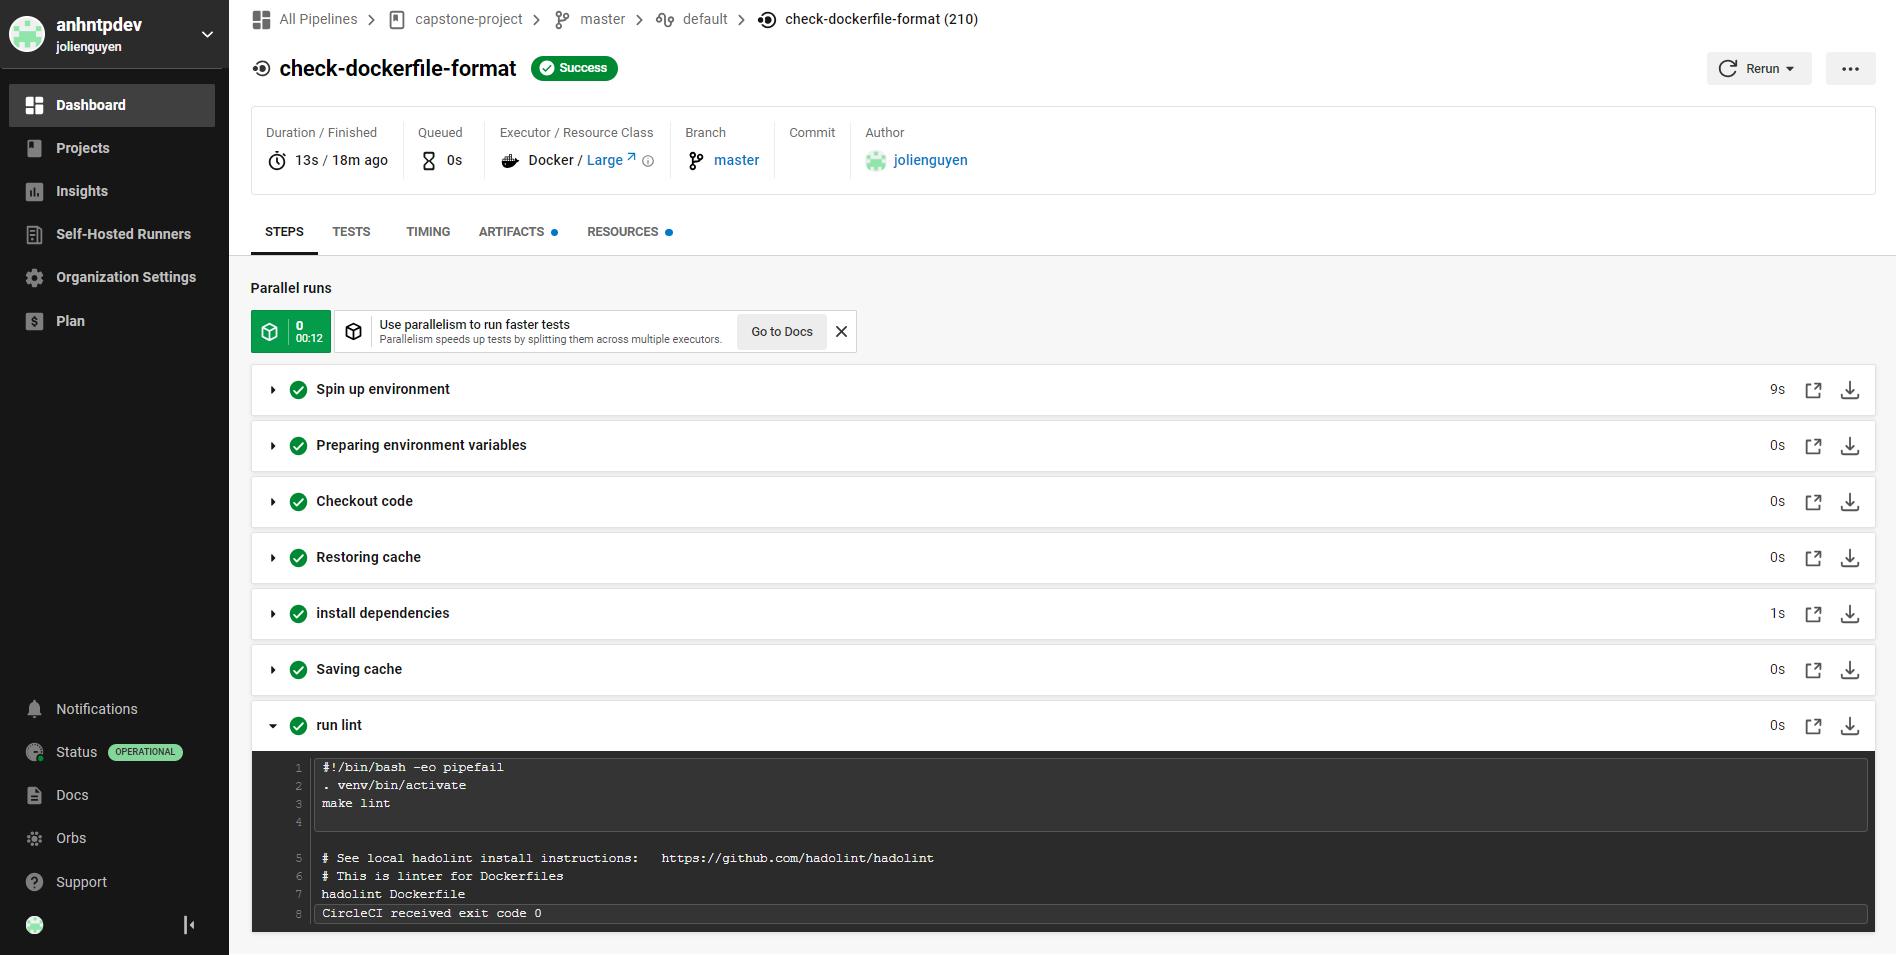 anhntpdev
jolienguyen
Dashboard
Projects
Insights
Self-Hosted Runners
Organization Settings
Plan
Notifications
Status OPERATIONAL
Docs
Orbs
Support
All Pipelines capstone-project master default check-dockerfile-format (210)
check-dockerfile-format Success
Rerun
Duration / Finished Queued Executor / Resource Class Branch Commit Author
13s / 18m ago 0s Docker / Large master jolienguyen
STEPS TESTS TIMING ARTIFACTS RESOURCES
Parallel runs
0
00:12
Use parallelism to run faster tests
Parallelism speeds up tests by splitting them across multiple executors.
Go to Docs
Spin up environment 9s
Preparing environment variables 0s
Checkout code 0s
Restoring cache 0s
install dependencies 1s
Saving cache 0s
run lint 0s
1 #!/bin/bash -eo pipefail
2 . venv/bin/activate
3 make lint
4
5 # See local hadolint install instructions:   https://github.com/hadolint/hadolint
6 # This is linter for Dockerfiles
7 hadolint Dockerfile
8 CircleCI received exit code 0